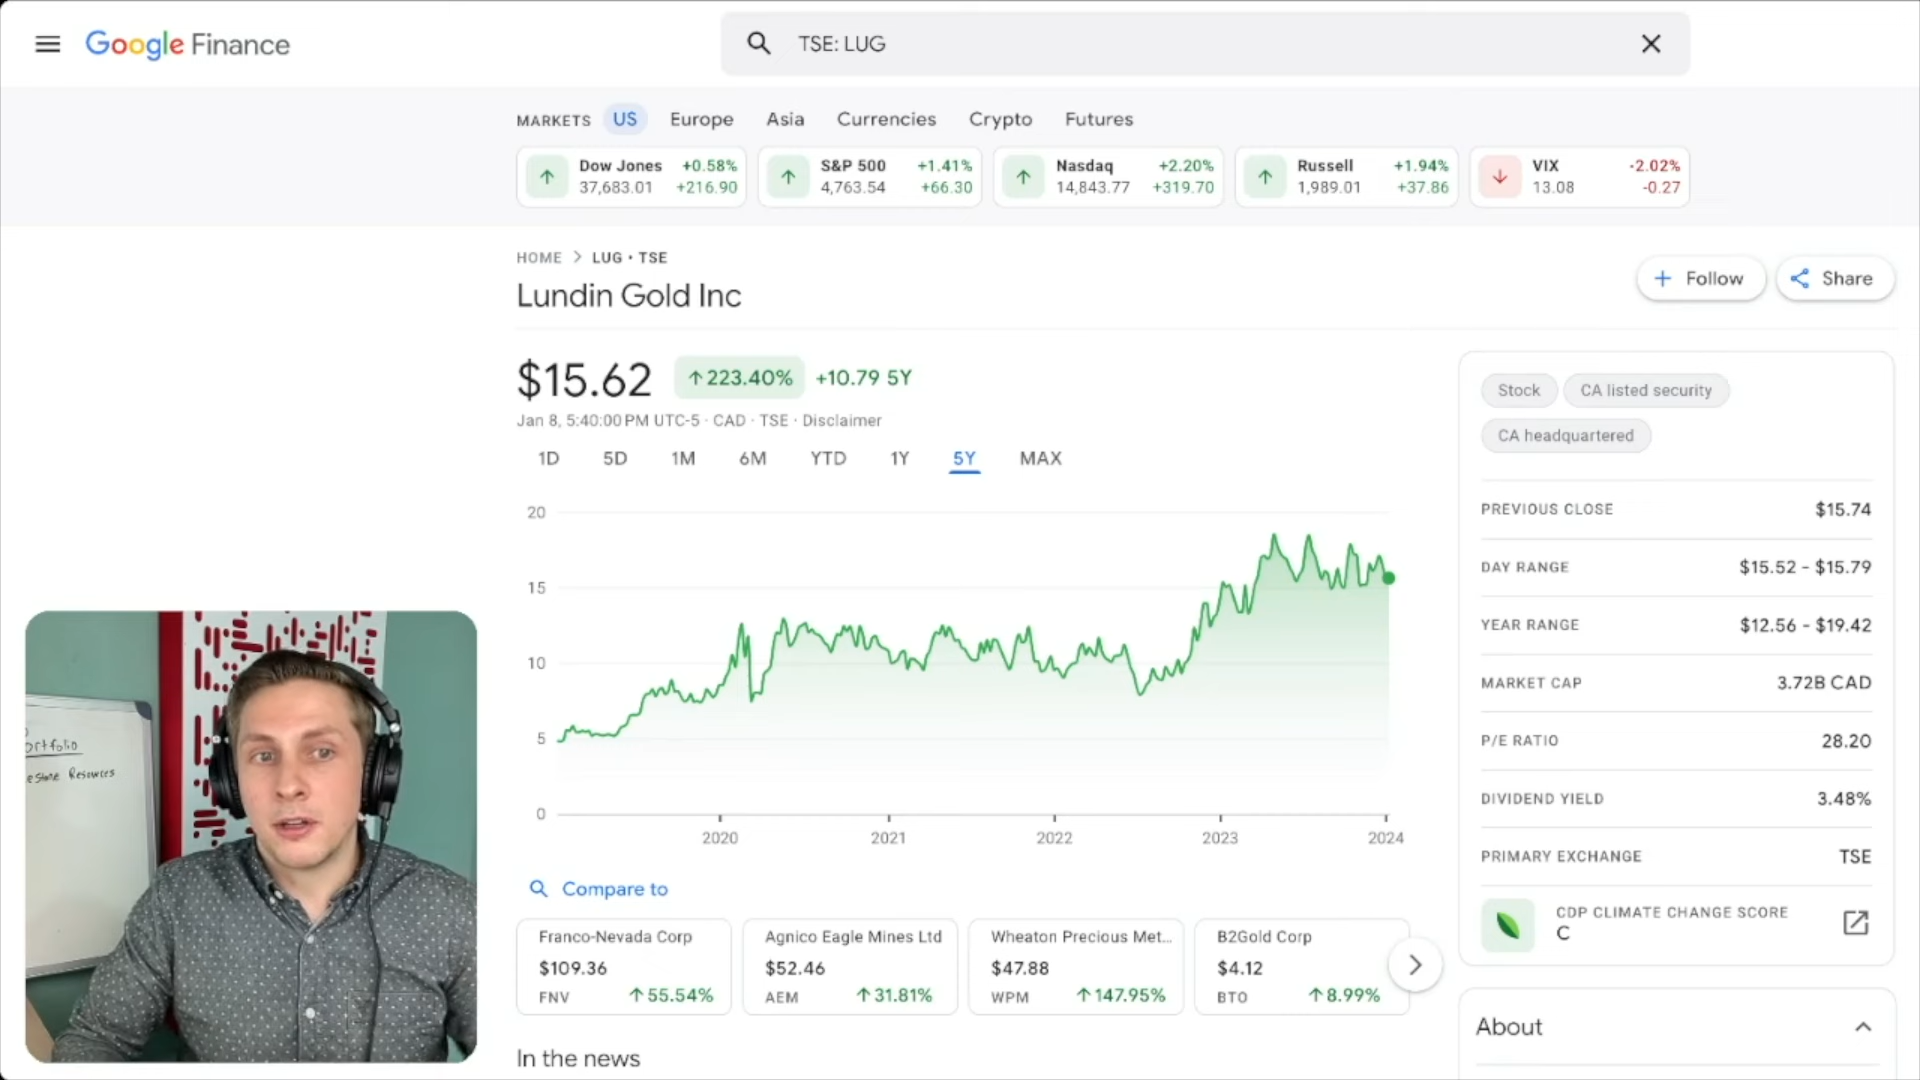 Google Finance
TSE: LUG
MARKETS US Europe Asia Currencies Crypto Futures
Dow Jones +0.58%
37,683.01 +216.90
S&P 500 +1.41%
4,763.54 +66.30
Nasdaq +2.20%
14,843.77 +319.70
Russell +1.94%
1,989.01 +37.86
VIX -2.02%
13.08 -0.27
HOME > LUG • TSE
Lundin Gold Inc
+ Follow
Share
$15.62 ↑223.40% +10.79 5Y
Jan 8, 5:40:00 PM UTC-5 · CAD · TSE · Disclaimer
1D 5D 1M 6M YTD 1Y 5Y MAX
20
15
10
5
0
2020 2021 2022 2023 2024
Stock CA listed security
CA headquartered
PREVIOUS CLOSE $15.74
DAY RANGE $15.52 - $15.79
YEAR RANGE $12.56 - $19.42
MARKET CAP 3.72B CAD
P/E RATIO 28.20
DIVIDEND YIELD 3.48%
PRIMARY EXCHANGE TSE
CDP CLIMATE CHANGE SCORE
C
Compare to
Franco-Nevada Corp
$109.36
FNV ↑55.54%
Agnico Eagle Mines Ltd
$52.46
AEM ↑31.81%
Wheaton Precious Met...
$47.88
WPM ↑147.95%
B2Gold Corp
$4.12
BTO ↑8.99%
In the news
About
ortfolio
Resources